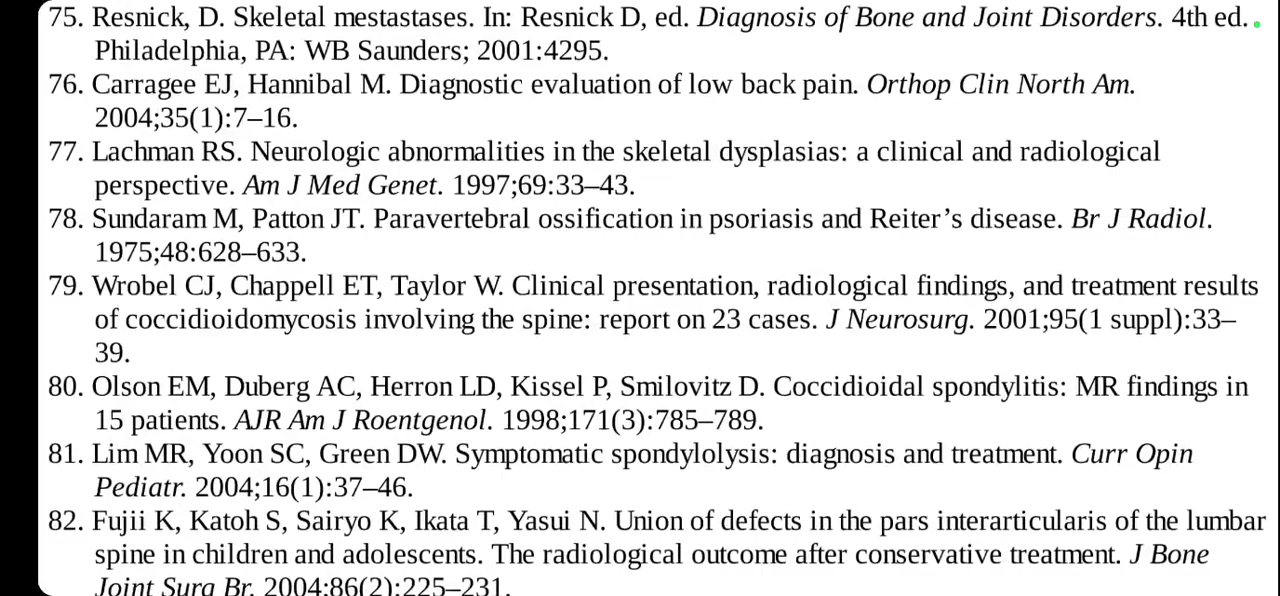 75. Resnick, D. Skeletal mestastases. In: Resnick D, ed. Diagnosis of Bone and Joint Disorders. 4th ed.
Philadelphia, PA: WB Saunders; 2001:4295.
76. Carragee EJ, Hannibal M. Diagnostic evaluation of low back pain. Orthop Clin North Am.
2004;35(1):7–16.
77. Lachman RS. Neurologic abnormalities in the skeletal dysplasias: a clinical and radiological
perspective. Am J Med Genet. 1997;69:33–43.
78. Sundaram M, Patton JT. Paravertebral ossification in psoriasis and Reiter’s disease. Br J Radiol.
1975;48:628–633.
79. Wrobel CJ, Chappell ET, Taylor W. Clinical presentation, radiological findings, and treatment results
of coccidioidomycosis involving the spine: report on 23 cases. J Neurosurg. 2001;95(1 suppl):33–
39.
80. Olson EM, Duberg AC, Herron LD, Kissel P, Smilovitz D. Coccidioidal spondylitis: MR findings in
15 patients. AJR Am J Roentgenol. 1998;171(3):785–789.
81. Lim MR, Yoon SC, Green DW. Symptomatic spondylolysis: diagnosis and treatment. Curr Opin
Pediatr. 2004;16(1):37–46.
82. Fujii K, Katoh S, Sairyo K, Ikata T, Yasui N. Union of defects in the pars interarticularis of the lumbar
spine in children and adolescents. The radiological outcome after conservative treatment. J Bone
Joint Surg Br. 2004;86(2):225–231.